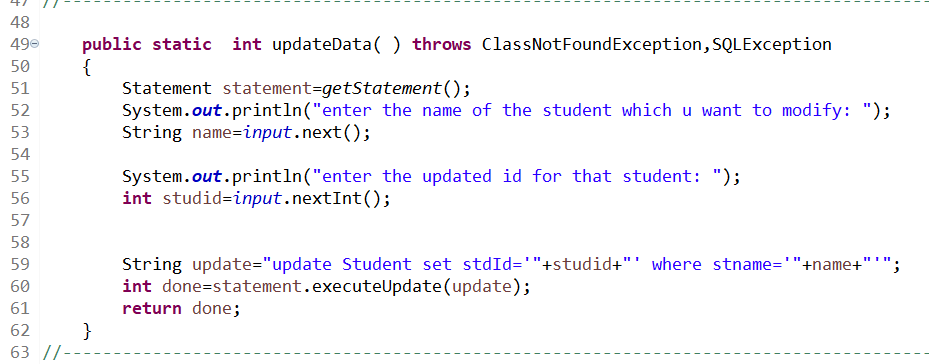 47 //------------------------------------------------------------------------------------
48
49 public static  int updateData( ) throws ClassNotFoundException,SQLException
50 {
51 Statement statement=getStatement();
52 System.out.println("enter the name of the student which u want to modify: ");
53 String name=input.next();
54
55 System.out.println("enter the updated id for that student: ");
56 int studid=input.nextInt();
57
58
59 String update="update Student set stdId='"+studid+"' where stname='"+name+"'";
60 int done=statement.executeUpdate(update);
61 return done;
62 }
63 //------------------------------------------------------------------------------------